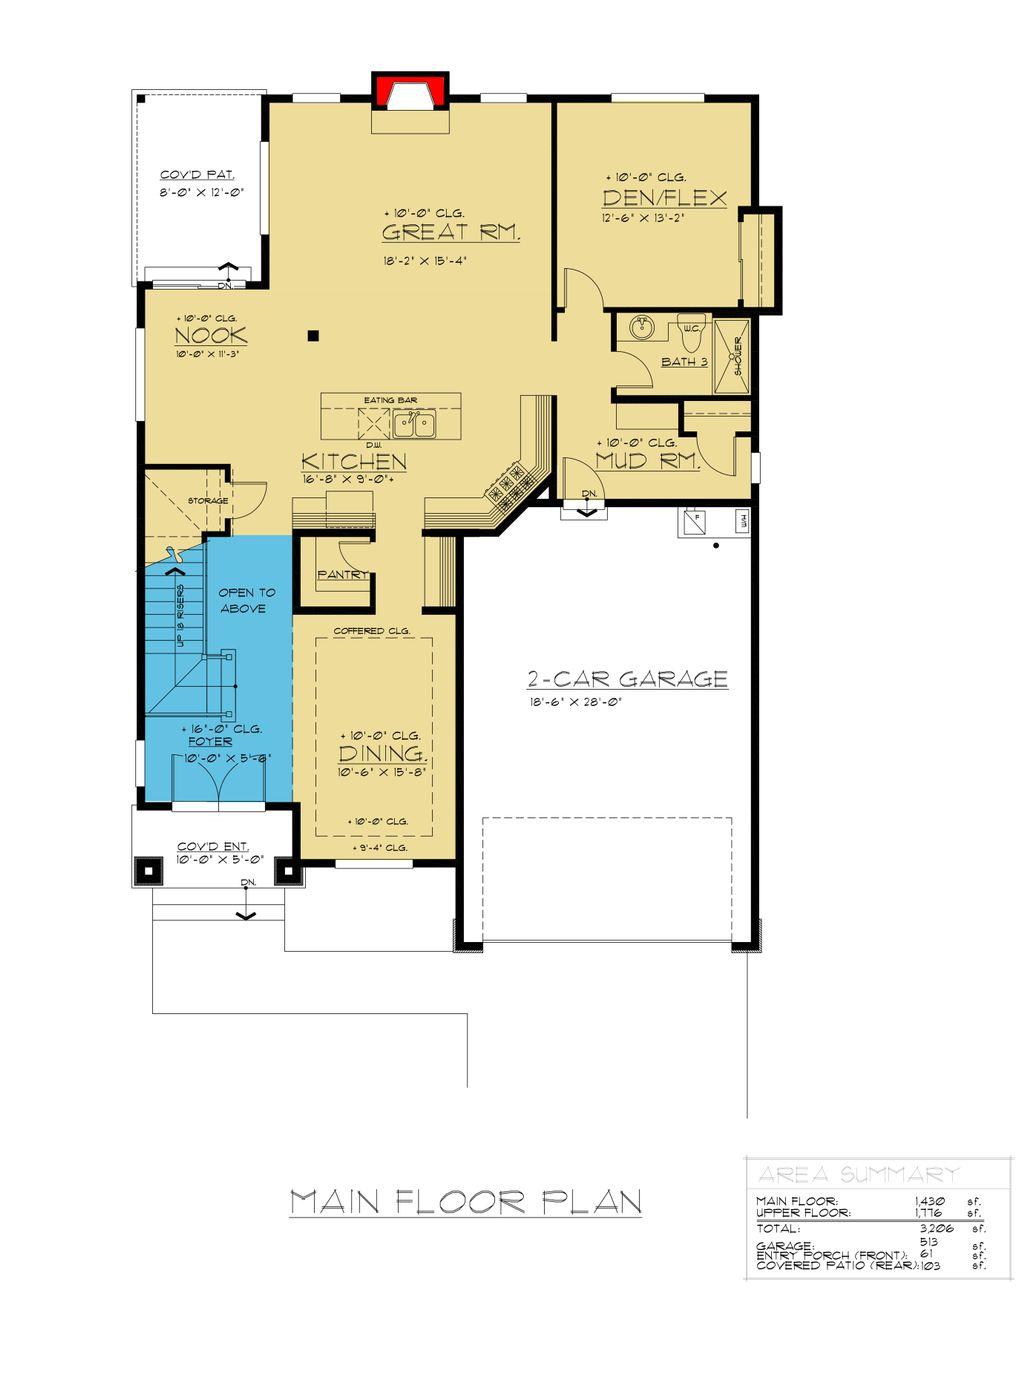 COV'D PAT.
8'-0" X 12'-0"
DN.
+ 10'-0" CLG.
GREAT RM.
18'-2" X 15'-4"
+ 10'-0" CLG.
DEN/FLEX
12'-6" X 13'-2"
+ 10'-0" CLG.
NOOK
10'-0" X 11'-3"
W.C.
BATH 3
SHOWER
EATING BAR
D.W.
KITCHEN
16'-8" X 9'-0"+
+ 10'-0" CLG.
MUD RM.
DN.
STORAGE
F
H/W
PANTRY
UP 18 RISERS
OPEN TO
ABOVE
COFFERED CLG.
2-CAR GARAGE
18'-6" X 28'-0"
+ 16'-0" CLG.
FOYER
10'-0" X 5'-6"
+ 10'-0" CLG.
DINING.
10'-6" X 15'-8"
+ 10'-0" CLG.
+ 9'-4" CLG.
COV'D ENT.
10'-0" X 5'-0"
DN.
MAIN FLOOR PLAN
AREA SUMMARY
MAIN FLOOR: 1,430 sf.
UPPER FLOOR: 1,776 sf.
TOTAL: 3,206 sf.
GARAGE: 513 sf.
ENTRY PORCH (FRONT): 61 sf.
COVERED PATIO (REAR): 103 sf.